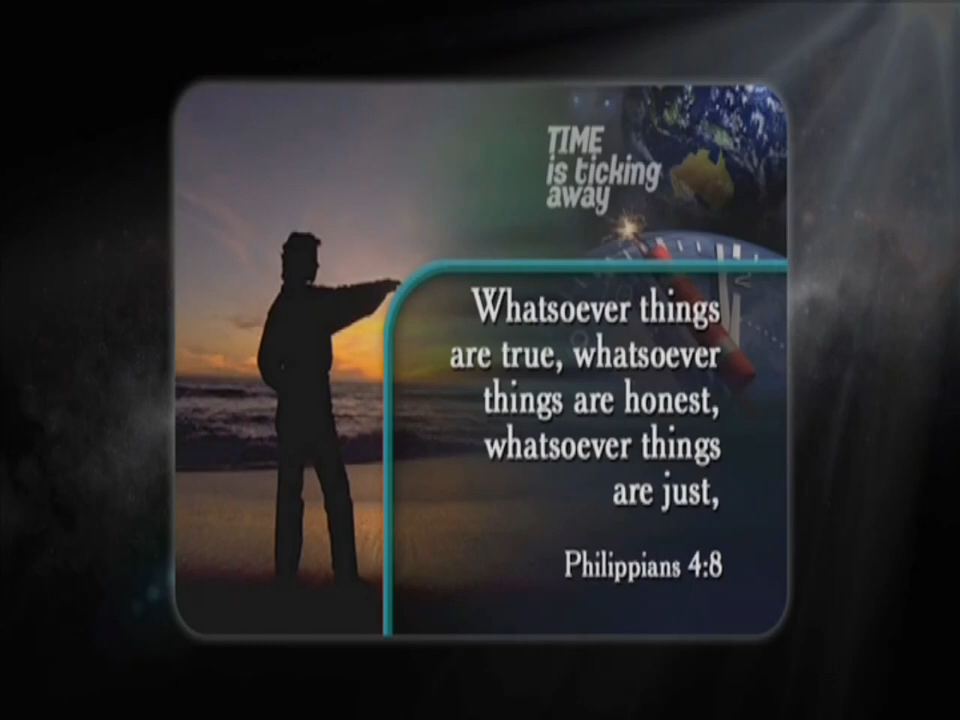 TIME
is ticking
away
Whatsoever things
are true, whatsoever
things are honest,
whatsoever things
are just,
Philippians 4:8